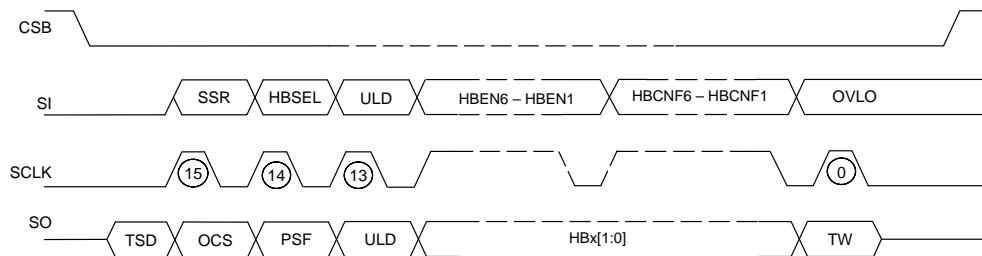 CSB
SI SSR HBSEL ULD HBEN6 – HBEN1 HBCNF6 – HBCNF1 OVLO
SCLK 15 14 13 0
SO TSD OCS PSF ULD HBx[1:0] TW